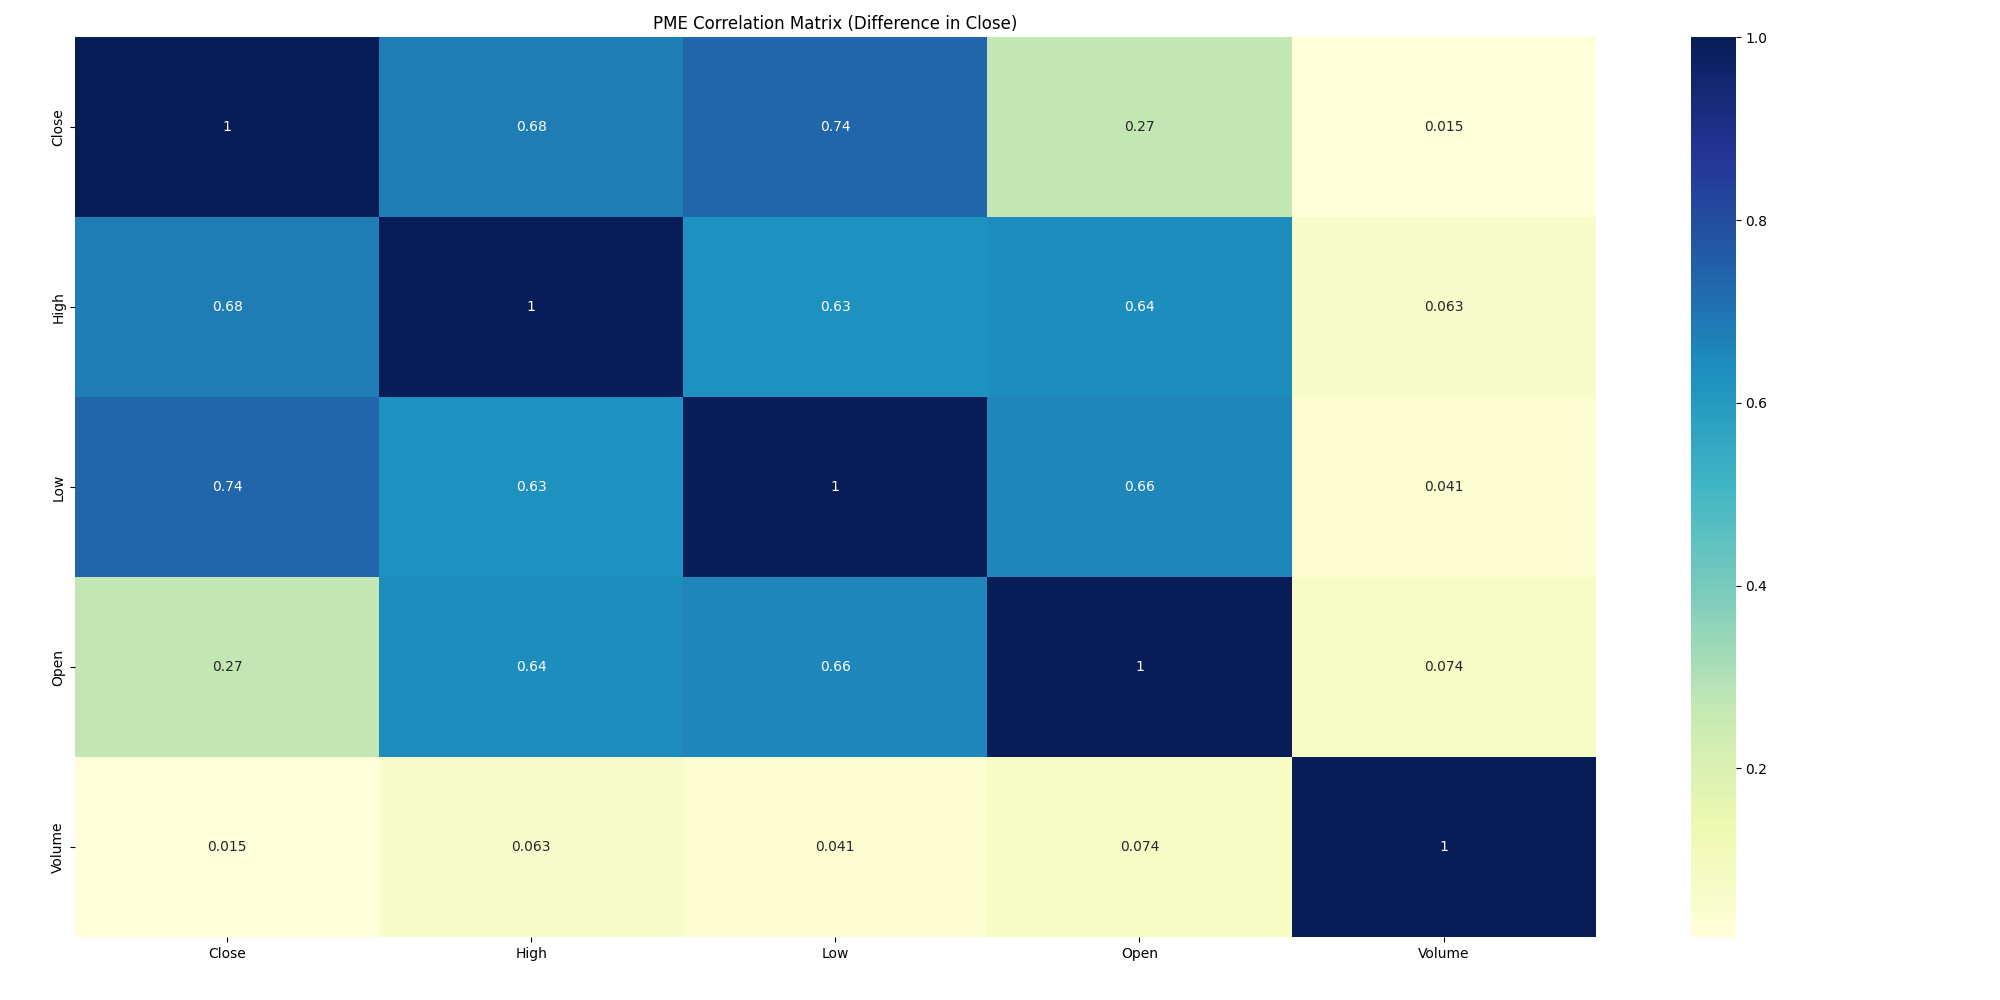 PME Correlation Matrix (Difference in Close)
Close 1 0.68 0.74 0.27 0.015
High 0.68 1 0.63 0.64 0.063
Low 0.74 0.63 1 0.66 0.041
Open 0.27 0.64 0.66 1 0.074
Volume 0.015 0.063 0.041 0.074 1
Close High Low Open Volume
1.0
0.8
0.6
0.4
0.2